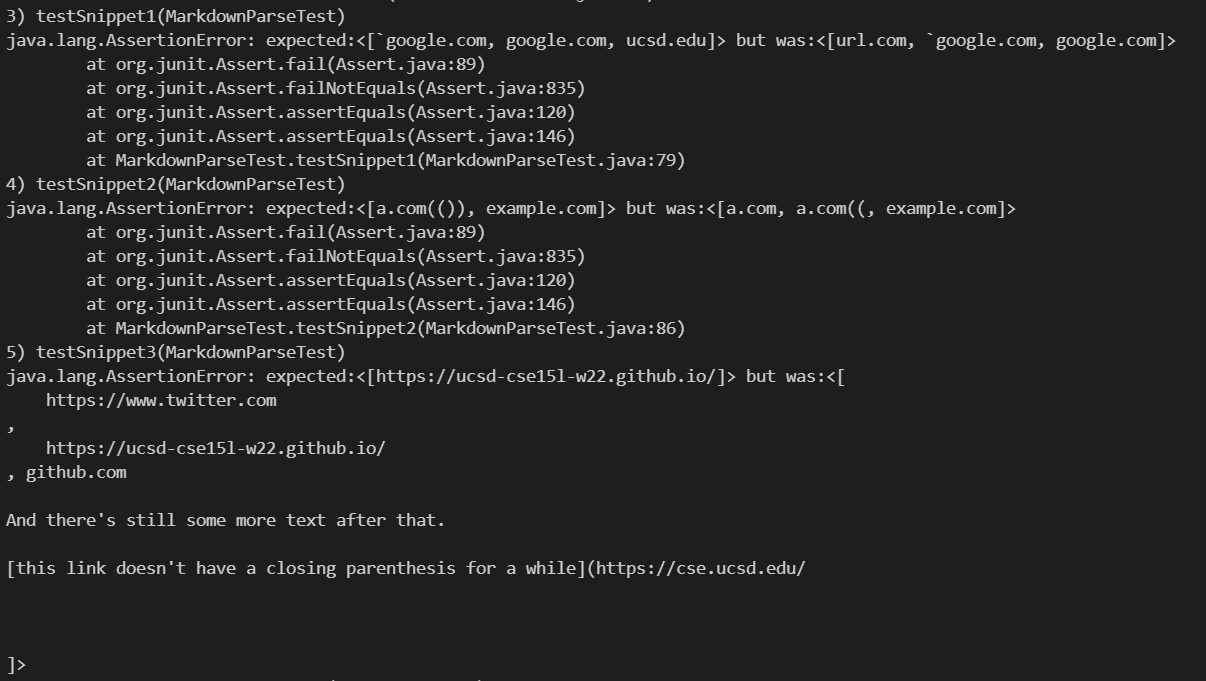 3) testSnippet1(MarkdownParseTest)
java.lang.AssertionError: expected:<[`google.com, google.com, ucsd.edu]> but was:<[url.com, `google.com, google.com]>
        at org.junit.Assert.fail(Assert.java:89)
        at org.junit.Assert.failNotEquals(Assert.java:835)
        at org.junit.Assert.assertEquals(Assert.java:120)
        at org.junit.Assert.assertEquals(Assert.java:146)
        at MarkdownParseTest.testSnippet1(MarkdownParseTest.java:79)
4) testSnippet2(MarkdownParseTest)
java.lang.AssertionError: expected:<[a.com(()), example.com]> but was:<[a.com, a.com((, example.com]>
        at org.junit.Assert.fail(Assert.java:89)
        at org.junit.Assert.failNotEquals(Assert.java:835)
        at org.junit.Assert.assertEquals(Assert.java:120)
        at org.junit.Assert.assertEquals(Assert.java:146)
        at MarkdownParseTest.testSnippet2(MarkdownParseTest.java:86)
5) testSnippet3(MarkdownParseTest)
java.lang.AssertionError: expected:<[https://ucsd-cse15l-w22.github.io/]> but was:<[
    https://www.twitter.com
,
    https://ucsd-cse15l-w22.github.io/
, github.com

And there's still some more text after that.

[this link doesn't have a closing parenthesis for a while](https://cse.ucsd.edu/



]>